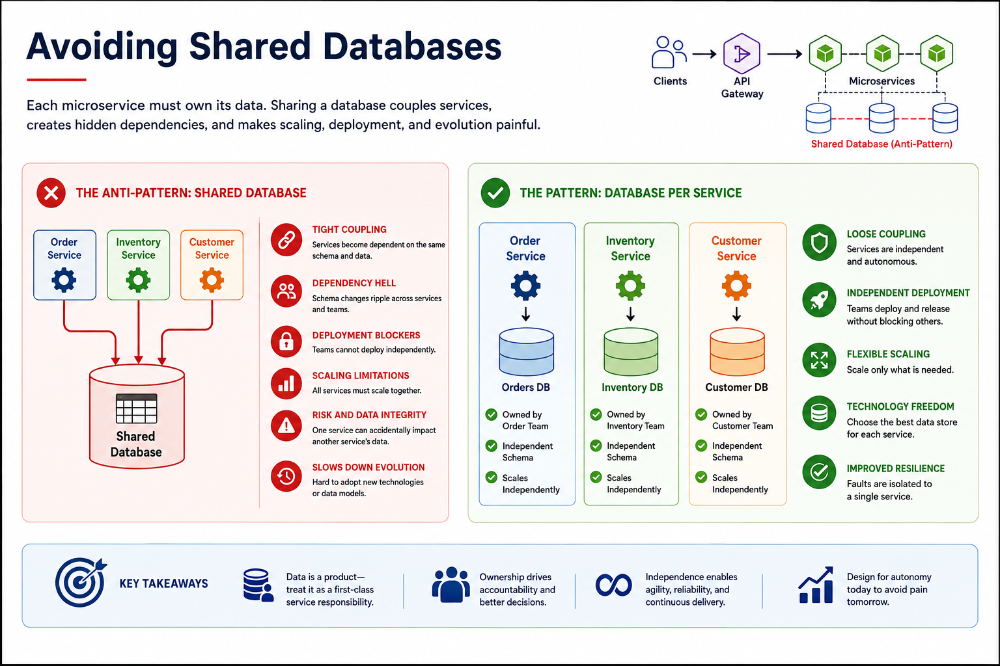 Avoiding Shared Databases
Each microservice must own its data. Sharing a database couples services,
creates hidden dependencies, and makes scaling, deployment, and evolution painful.
Clients
API
Gateway
Microservices
Shared Database (Anti-Pattern)
THE ANTI-PATTERN: SHARED DATABASE
Order
Service
Inventory
Service
Customer
Service
Shared
Database
TIGHT COUPLING
Services become dependent on the same
schema and data.
DEPENDENCY HELL
Schema changes ripple across services
and teams.
DEPLOYMENT BLOCKERS
Teams cannot deploy independently.
SCALING LIMITATIONS
All services must scale together.
RISK AND DATA INTEGRITY
One service can accidentally impact
another service's data.
SLOWS DOWN EVOLUTION
Hard to adopt new technologies
or data models.
THE PATTERN: DATABASE PER SERVICE
Order
Service
Orders DB
Owned by
Order Team
Independent
Schema
Scales
Independently
Inventory
Service
Inventory DB
Owned by
Inventory Team
Independent
Schema
Scales
Independently
Customer
Service
Customer DB
Owned by
Customer Team
Independent
Schema
Scales
Independently
LOOSE COUPLING
Services are independent
and autonomous.
INDEPENDENT DEPLOYMENT
Teams deploy and release
without blocking others.
FLEXIBLE SCALING
Scale only what is needed.
TECHNOLOGY FREEDOM
Choose the best data store
for each service.
IMPROVED RESILIENCE
Faults are isolated to
a single service.
KEY TAKEAWAYS
Data is a product—
treat it as a first-class
service responsibility.
Ownership drives
accountability and
better decisions.
Independence enables
agility, reliability, and
continuous delivery.
Design for autonomy
today to avoid pain
tomorrow.